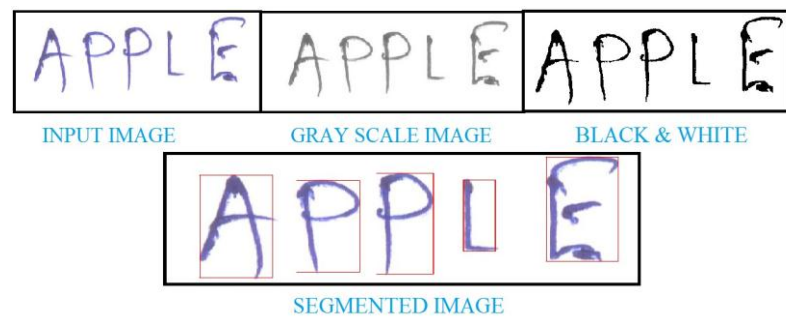 APPLE APPLE APPLE
INPUT IMAGE GRAY SCALE IMAGE BLACK & WHITE
APPLE
SEGMENTED IMAGE